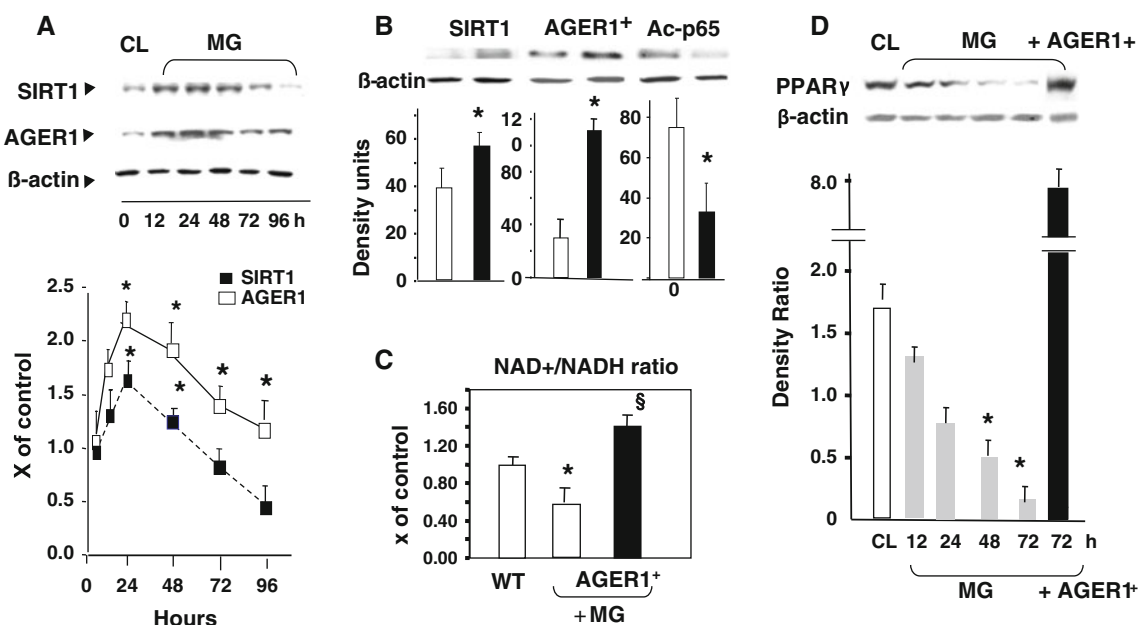 A
CL MG
SIRT1
AGER1
ß-actin
0 12 24 48 72 96 h
SIRT1
AGER1
2.5
2.0
1.5
1.0
0.5
0.0
X of control
* * * * * *
0 24 48 72 96
Hours
B
SIRT1 AGER1+ Ac-p65
ß-actin
Density units
60
40
20
0
*
12
0
40
0
*
80
60
40
20
0
*
C
NAD+/NADH ratio
x of control
1.60
1.20
0.80
0.40
0.00
* §
WT AGER1+
+ MG
D
CL MG + AGER1+
PPARγ
β-actin
Density Ratio
8.0
2.0
1.5
1.0
0.5
0
* *
CL 12 24 48 72 72 h
MG + AGER1+